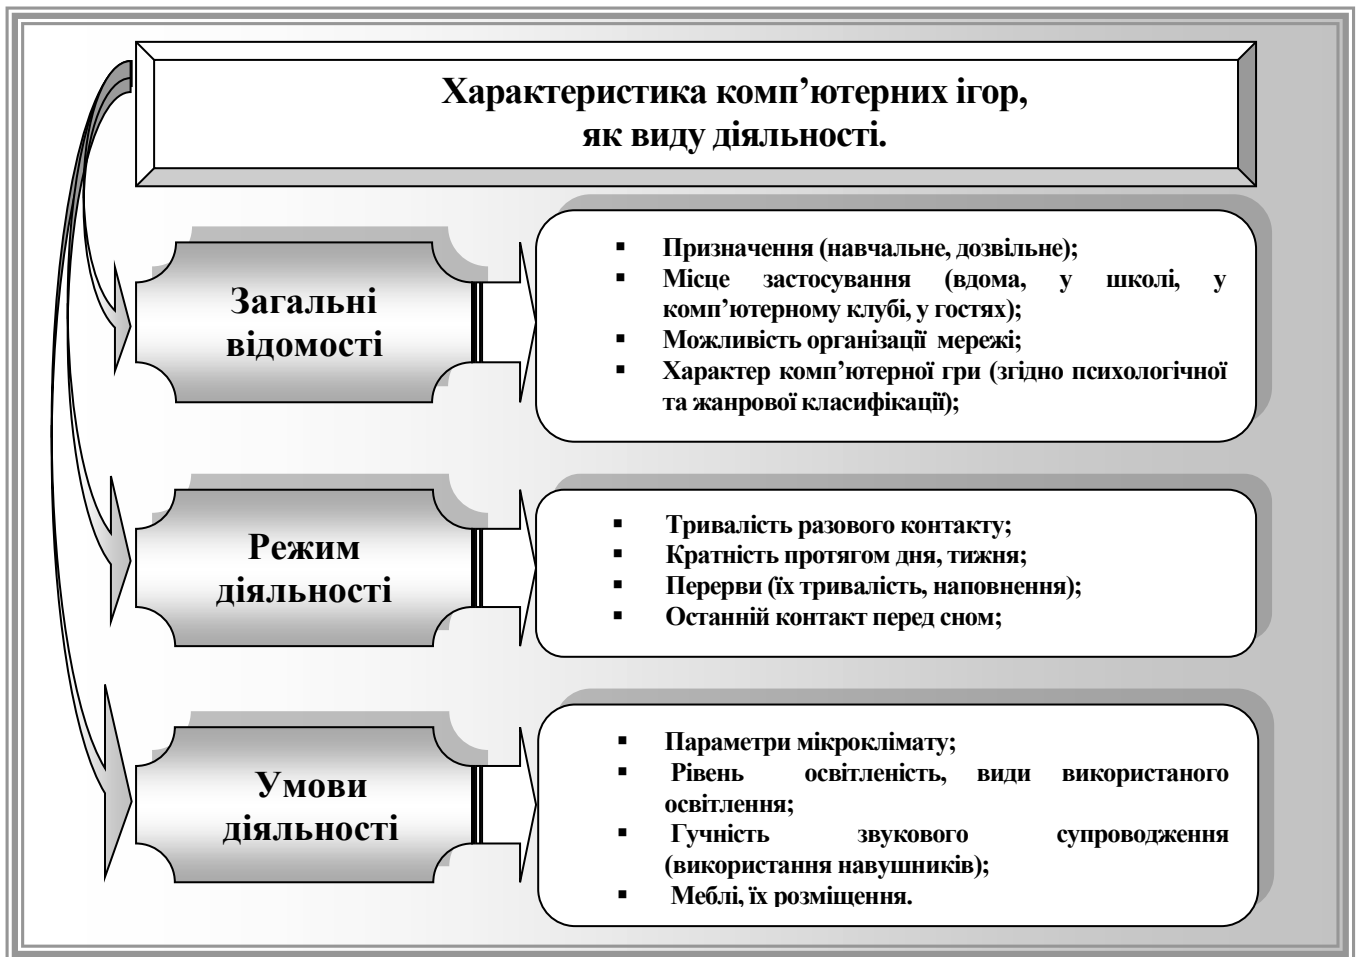 Характеристика комп’ютерних ігор,
як виду діяльності.
Загальні
відомості
▪ Призначення (навчальне, дозвільне);
▪ Місце застосування (вдома, у школі, у
комп’ютерному клубі, у гостях);
▪ Можливість організації мережі;
▪ Характер комп’ютерної гри (згідно психологічної
та жанрової класифікації);
Режим
діяльності
▪ Тривалість разового контакту;
▪ Кратність протягом дня, тижня;
▪ Перерви (їх тривалість, наповнення);
▪ Останній контакт перед сном;
Умови
діяльності
▪ Параметри мікроклімату;
▪ Рівень освітленість, види використаного
освітлення;
▪ Гучність звукового супроводження
(використання навушників);
▪ Меблі, їх розміщення.